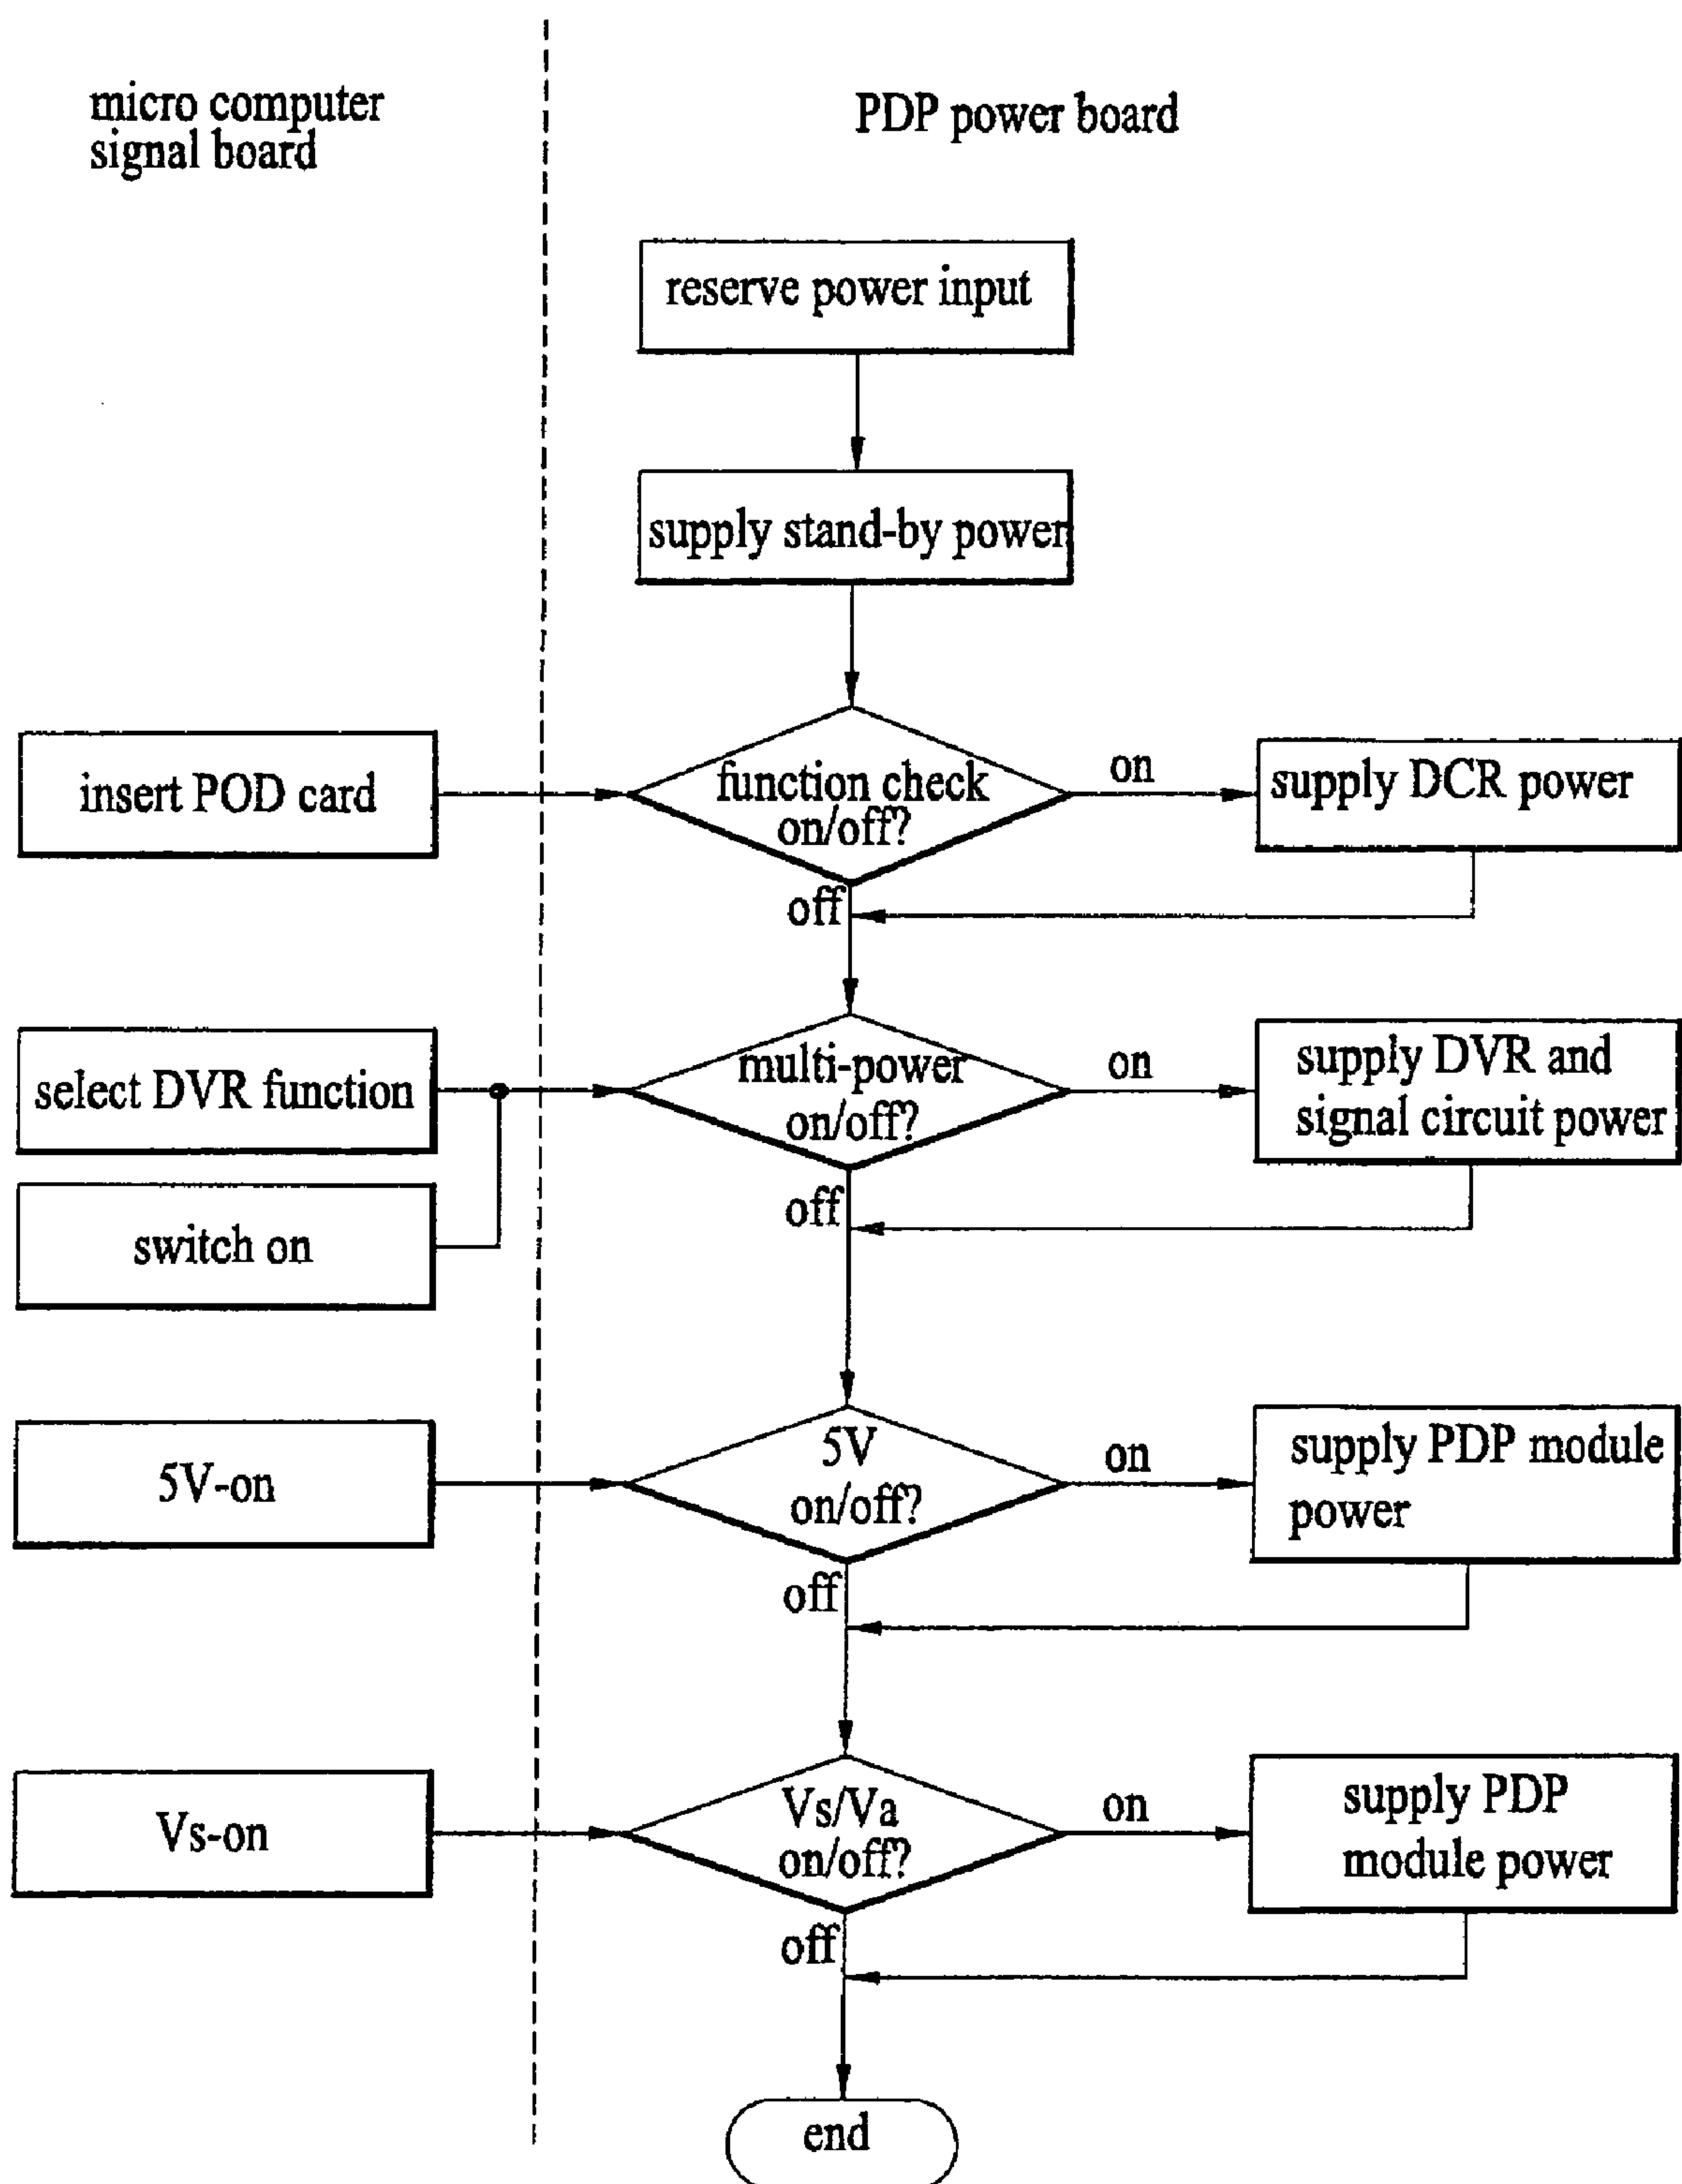 micro computer
signal board
PDP power board
reserve power input
supply stand-by power
insert POD card
function check
on/off?
on
supply DCR power
off
select DVR function
multi-power
on/off?
on
supply DVR and
signal circuit power
switch on
off
5V-on
5V
on/off?
on
supply PDP module
power
off
Vs-on
Vs/Va
on/off?
on
supply PDP
module power
off
end